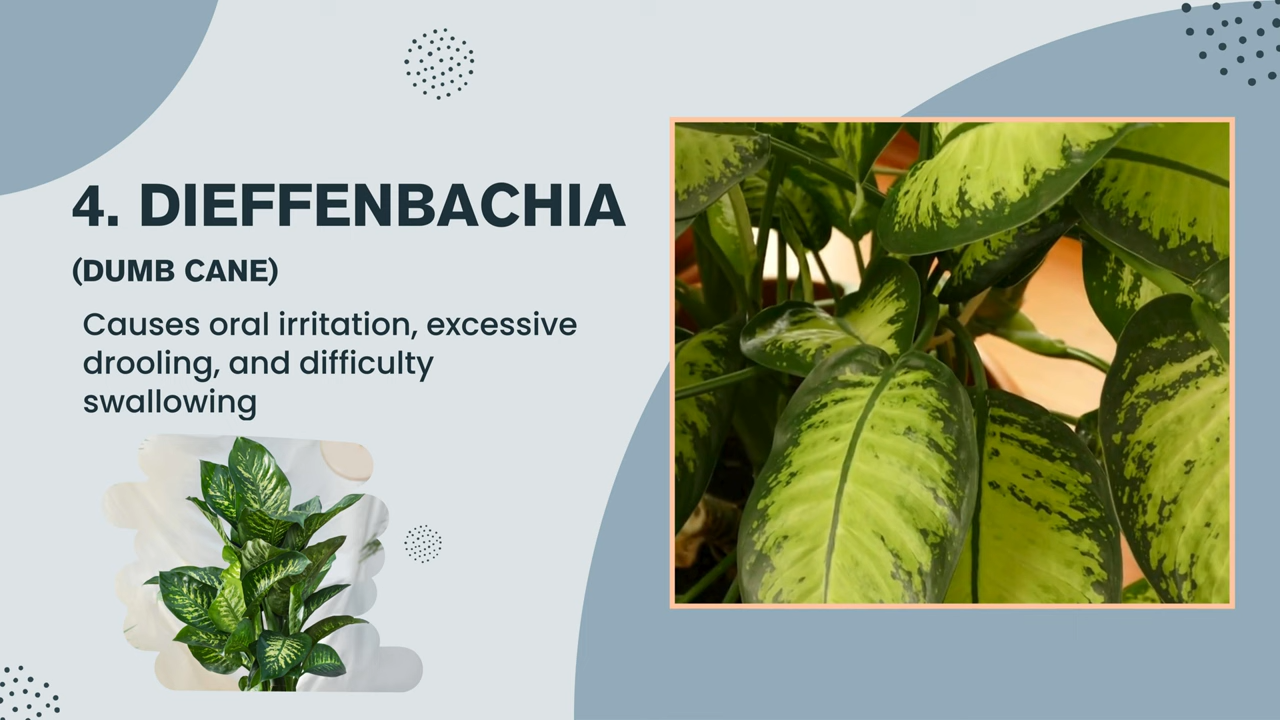 4. DIEFFENBACHIA
(DUMB CANE)
Causes oral irritation, excessive
drooling, and difficulty
swallowing